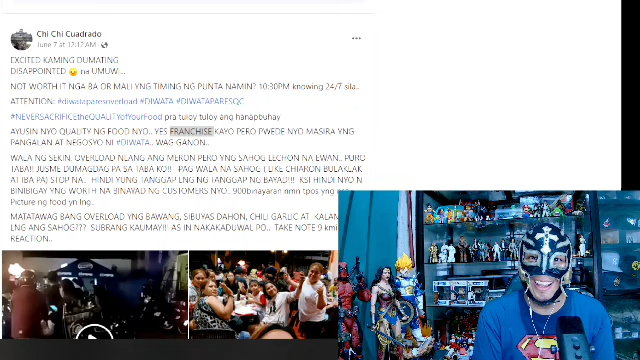 Chi Chi Cuadrado
June 7 at 12:12 AM
EXCITED KAMING DUMATING
DISAPPOINTED na UMUWI...
NOT WORTH IT NGA BA OR MALI YNG TIMING NG PUNTA NAMIN? 10:30PM knowing 24/7 sila..
ATTENTION: #diwataparesoverload #DIWATA #DIWATAPARESQC
#NEVERSACRIFICEtheQUALITYofYourFood pra tuloy tuloy ang hanapbuhay
AYUSIN NYO QUALITY NG FOOD NYO.. YES FRANCHISE KAYO PERO PWEDE NYO MASIRA YNG
PANGALAN AT NEGOSYO NI #DIWATA.. WAG GANON..
WALA NG SEKIN. OVERLOAD NLANG ANG MERON PERO YNG SAHOG LECHON NA EWAN.. PURO
TABA!! JUSME DUMAGDAG PA SA TABA KO!! PAG WALA NA SAHOG (LIKE CHIARON BULAKLAK
AT IBA PA) STOP NA.. HINDI YUNG TANGGAP LNG NG TANGGAP NG BAYAD!! KSI HINDI NYO N
BINIBIGAY YNG WORTH NA BINAYAD NG CUSTOMERS NYO.. 900binayaran nmn tpos yng
Picture ng food yn lng..
MATATAWAG BANG OVERLOAD YNG BAWANG, SIBUYAS DAHON, CHILI GARLIC AT KALAM
LNG ANG SAHOG??? SUBRANG KAUMAY!! AS IN NAKAKADUWAL PO.. TAKE NOTE 9 kmi
REACTION..